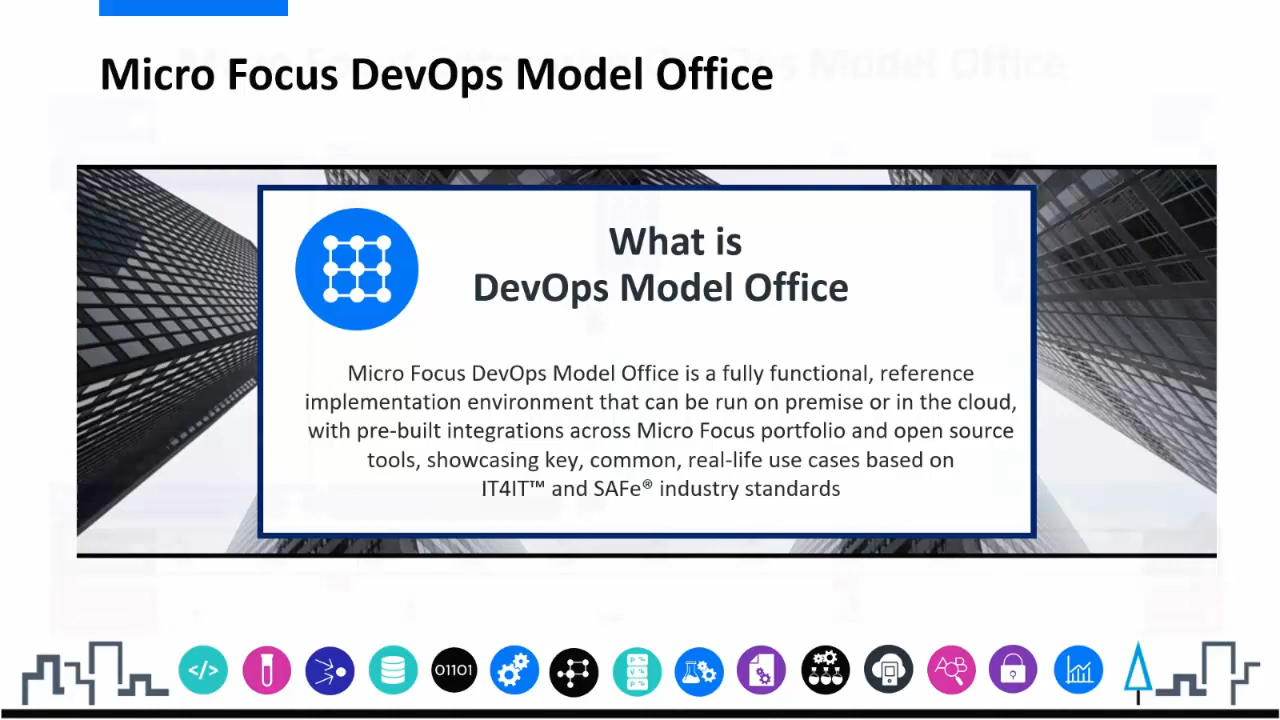 Micro Focus DevOps Model Office
What is
DevOps Model Office
Micro Focus DevOps Model Office is a fully functional, reference
implementation environment that can be run on premise or in the cloud,
with pre-built integrations across Micro Focus portfolio and open source
tools, showcasing key, common, real-life use cases based on
IT4IT™ and SAFe® industry standards
</> 01101 ACB